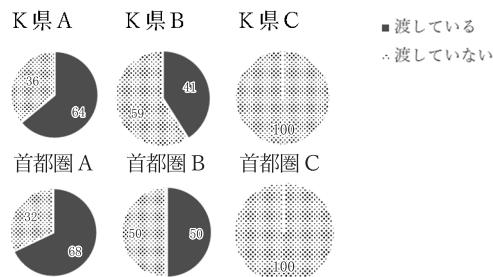 K県A K県B K県C
■ 渡している
渡していない
36 64 59 41 100
首都圏A 首都圏B 首都圏C
32 68 50 50 100